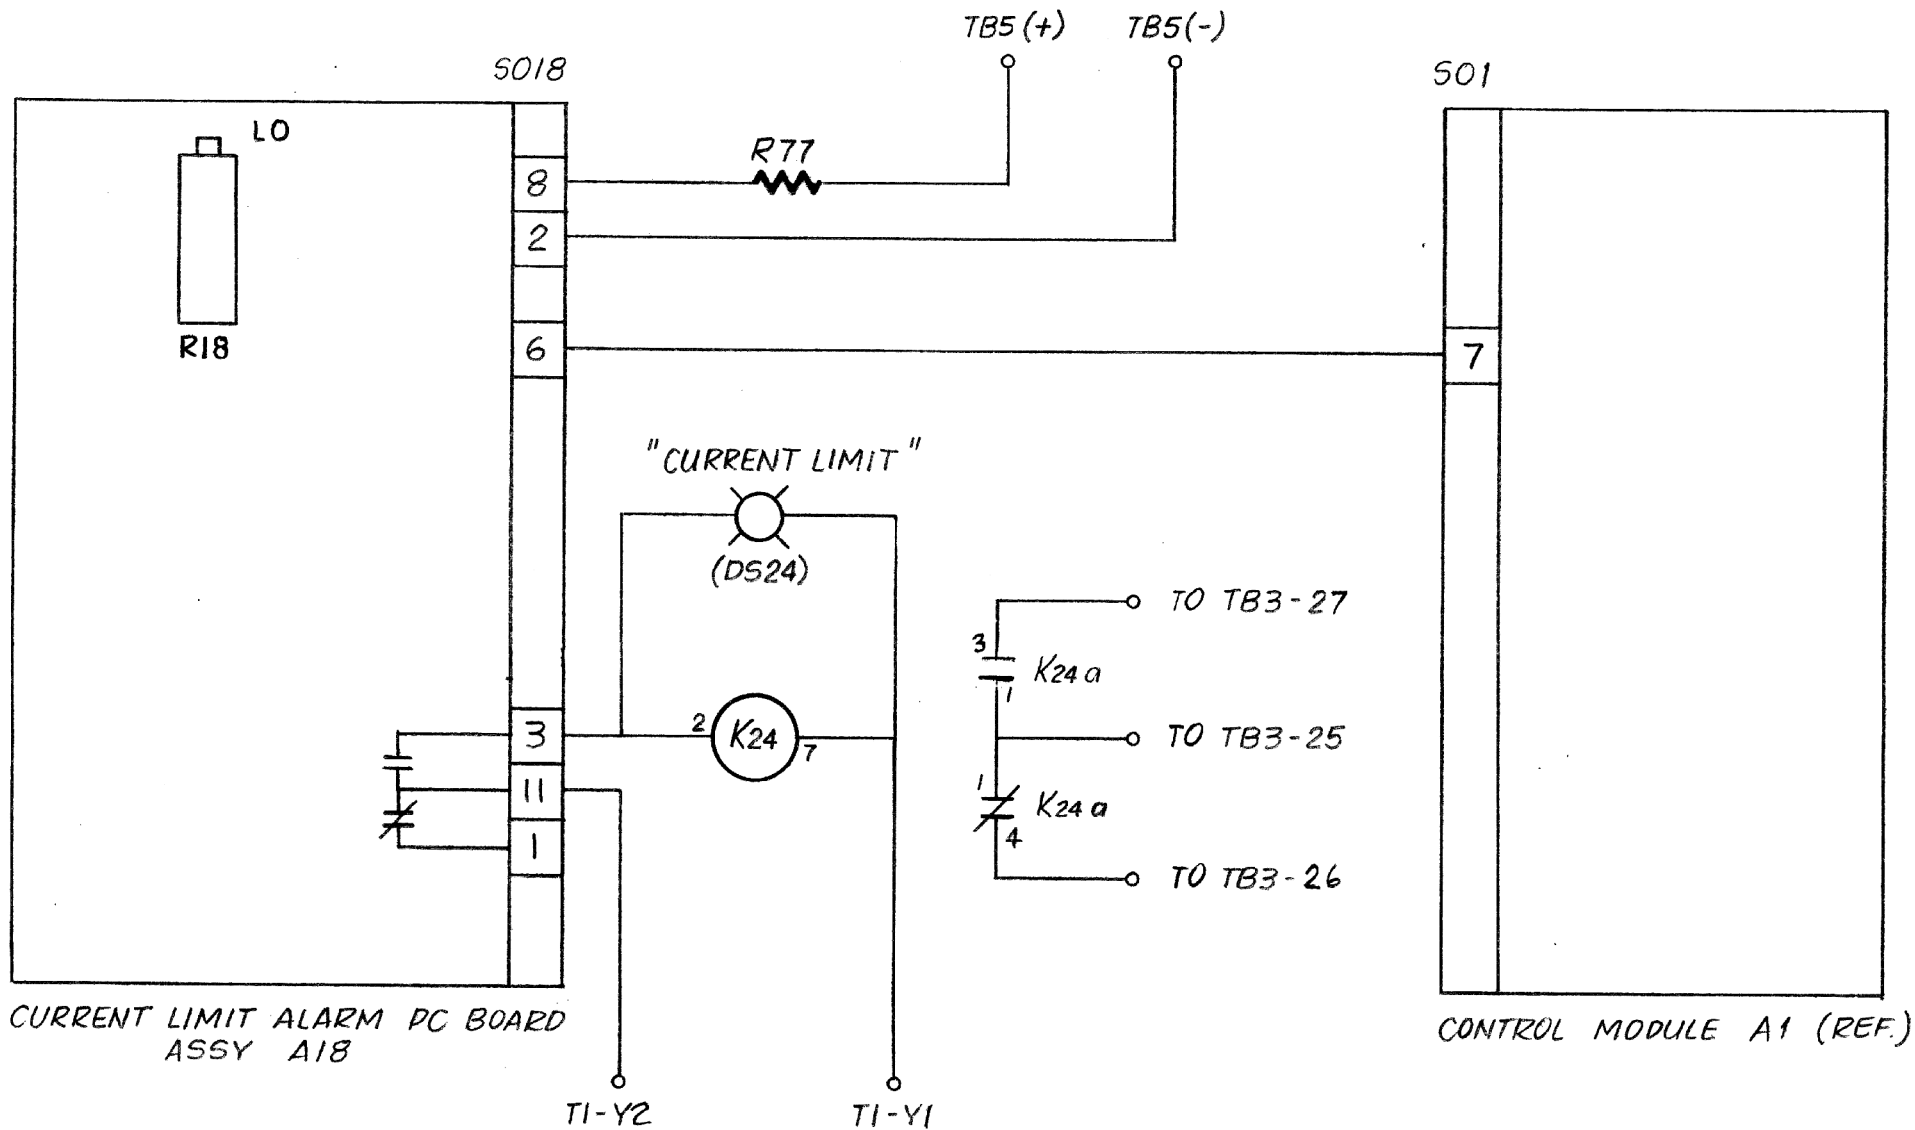 TB5(+)
TB5(-)
SO18
SO1
LO
R77
8
2
R18
6
7
"CURRENT LIMIT"
(DS24)
TO TB3-27
3
K24a
1
3
2
K24
7
TO TB3-25
11
1
K24a
1
4
TO TB3-26
CURRENT LIMIT ALARM PC BOARD
ASSY A18
CONTROL MODULE A1 (REF.)
T1-Y2
T1-Y1